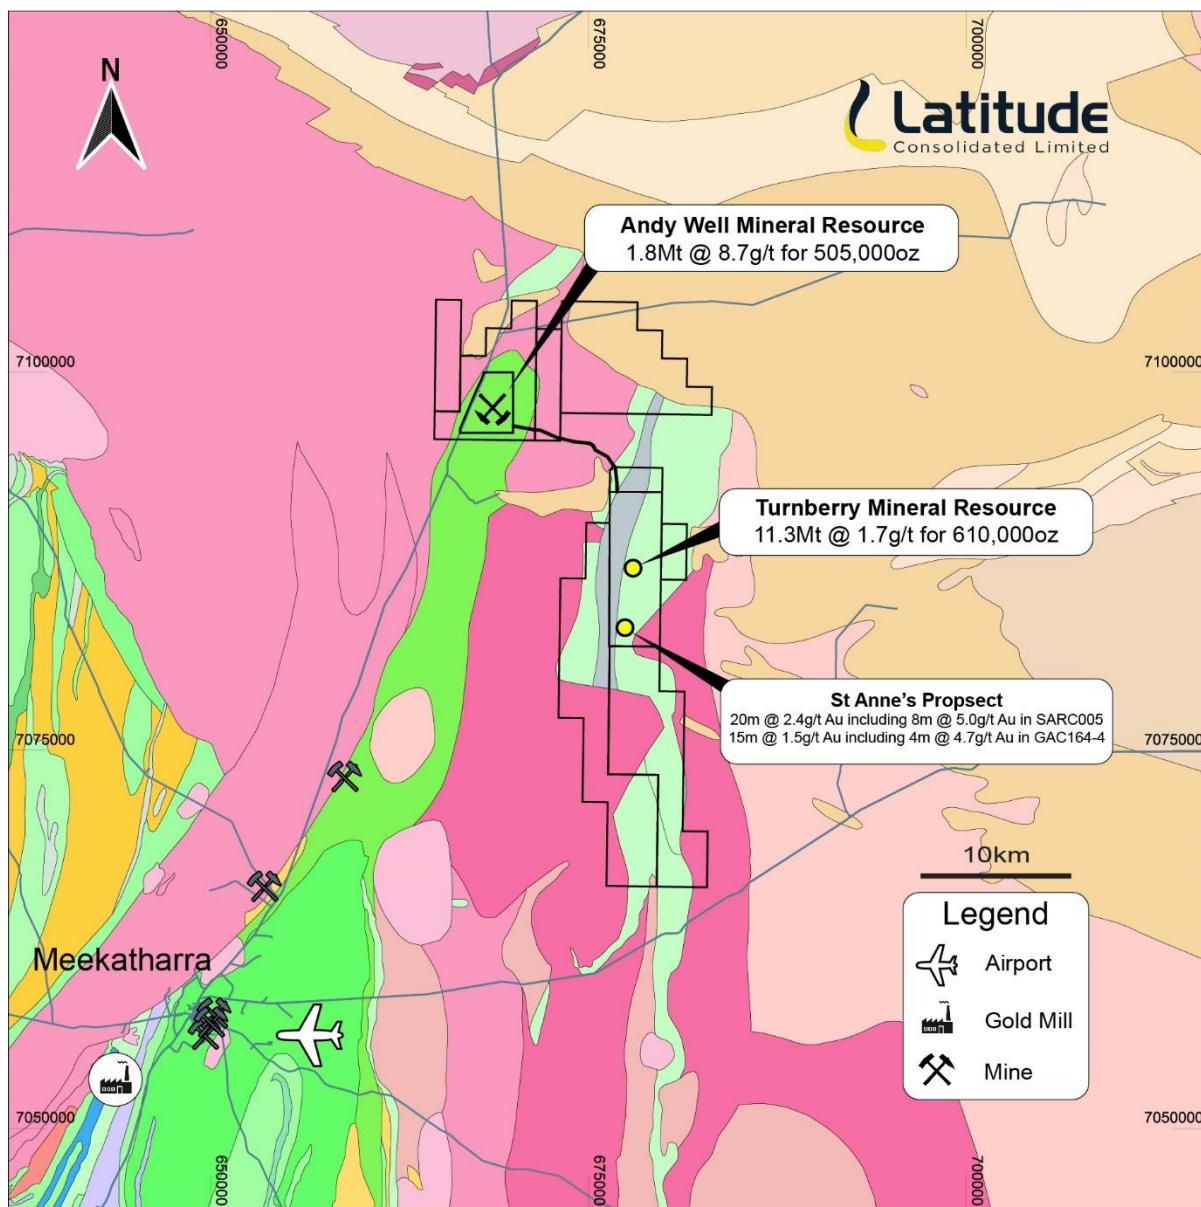 650000
675000
700000
N
Latitude
Consolidated Limited
Andy Well Mineral Resource
1.8Mt @ 8.7g/t for 505,000oz
7100000
7100000
Turnberry Mineral Resource
11.3Mt @ 1.7g/t for 610,000oz
St Anne's Propsect
20m @ 2.4g/t Au including 8m @ 5.0g/t Au in SARC005
15m @ 1.5g/t Au including 4m @ 4.7g/t Au in GAC164-4
7075000
7075000
10km
Legend
Airport
Gold Mill
Mine
Meekatharra
7050000
7050000
650000
675000
700000